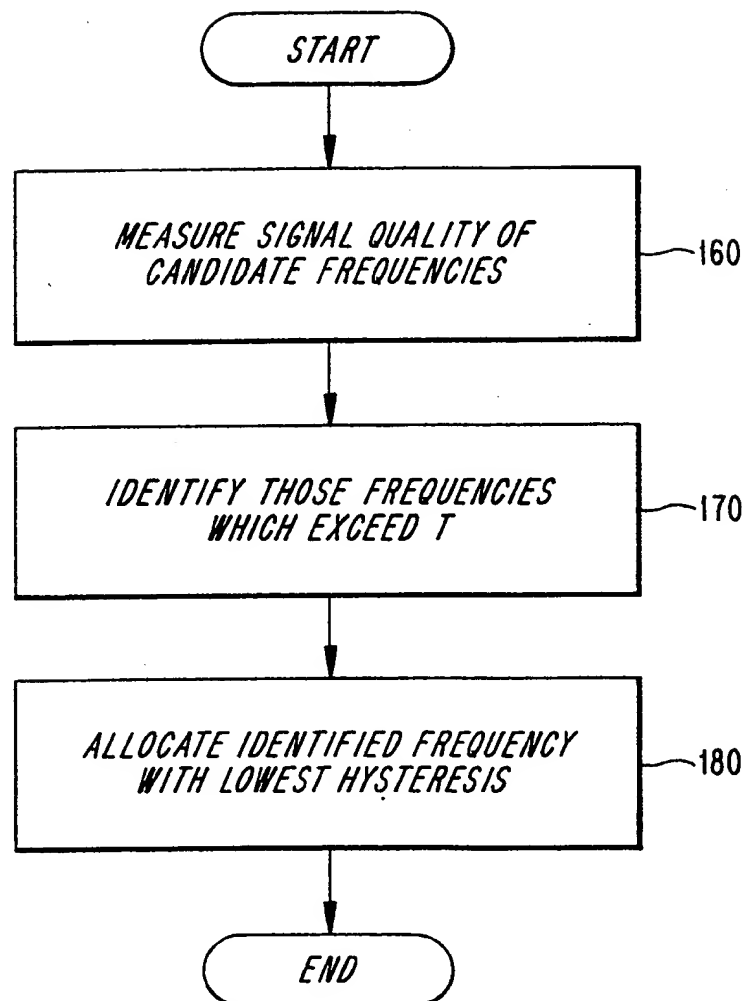 START
MEASURE SIGNAL QUALITY OF
CANDIDATE FREQUENCIES
160
IDENTIFY THOSE FREQUENCIES
WHICH EXCEED T
170
ALLOCATE IDENTIFIED FREQUENCY
WITH LOWEST HYSTERESIS
180
END